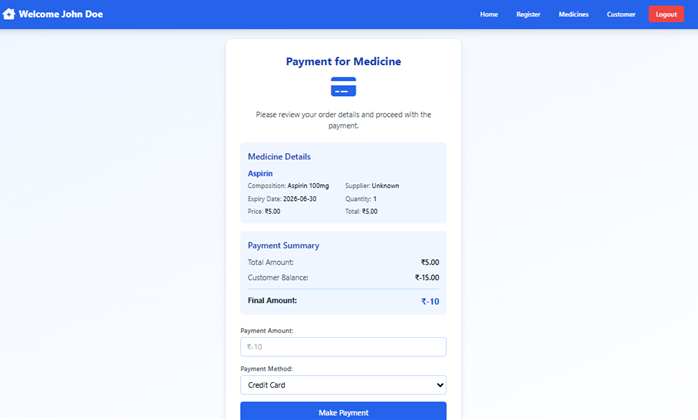 Welcome John Doe
Home Register Medicines Customer Logout
Payment for Medicine
Please review your order details and proceed with the
payment.
Medicine Details
Aspirin
Composition: Aspirin 100mg Supplier: Unknown
Expiry Date: 2026-06-30 Quantity: 1
Price: ₹5.00 Total: ₹5.00
Payment Summary
Total Amount: ₹5.00
Customer Balance: ₹-15.00
Final Amount: ₹-10
Payment Amount:
₹-10
Payment Method:
Credit Card
Make Payment